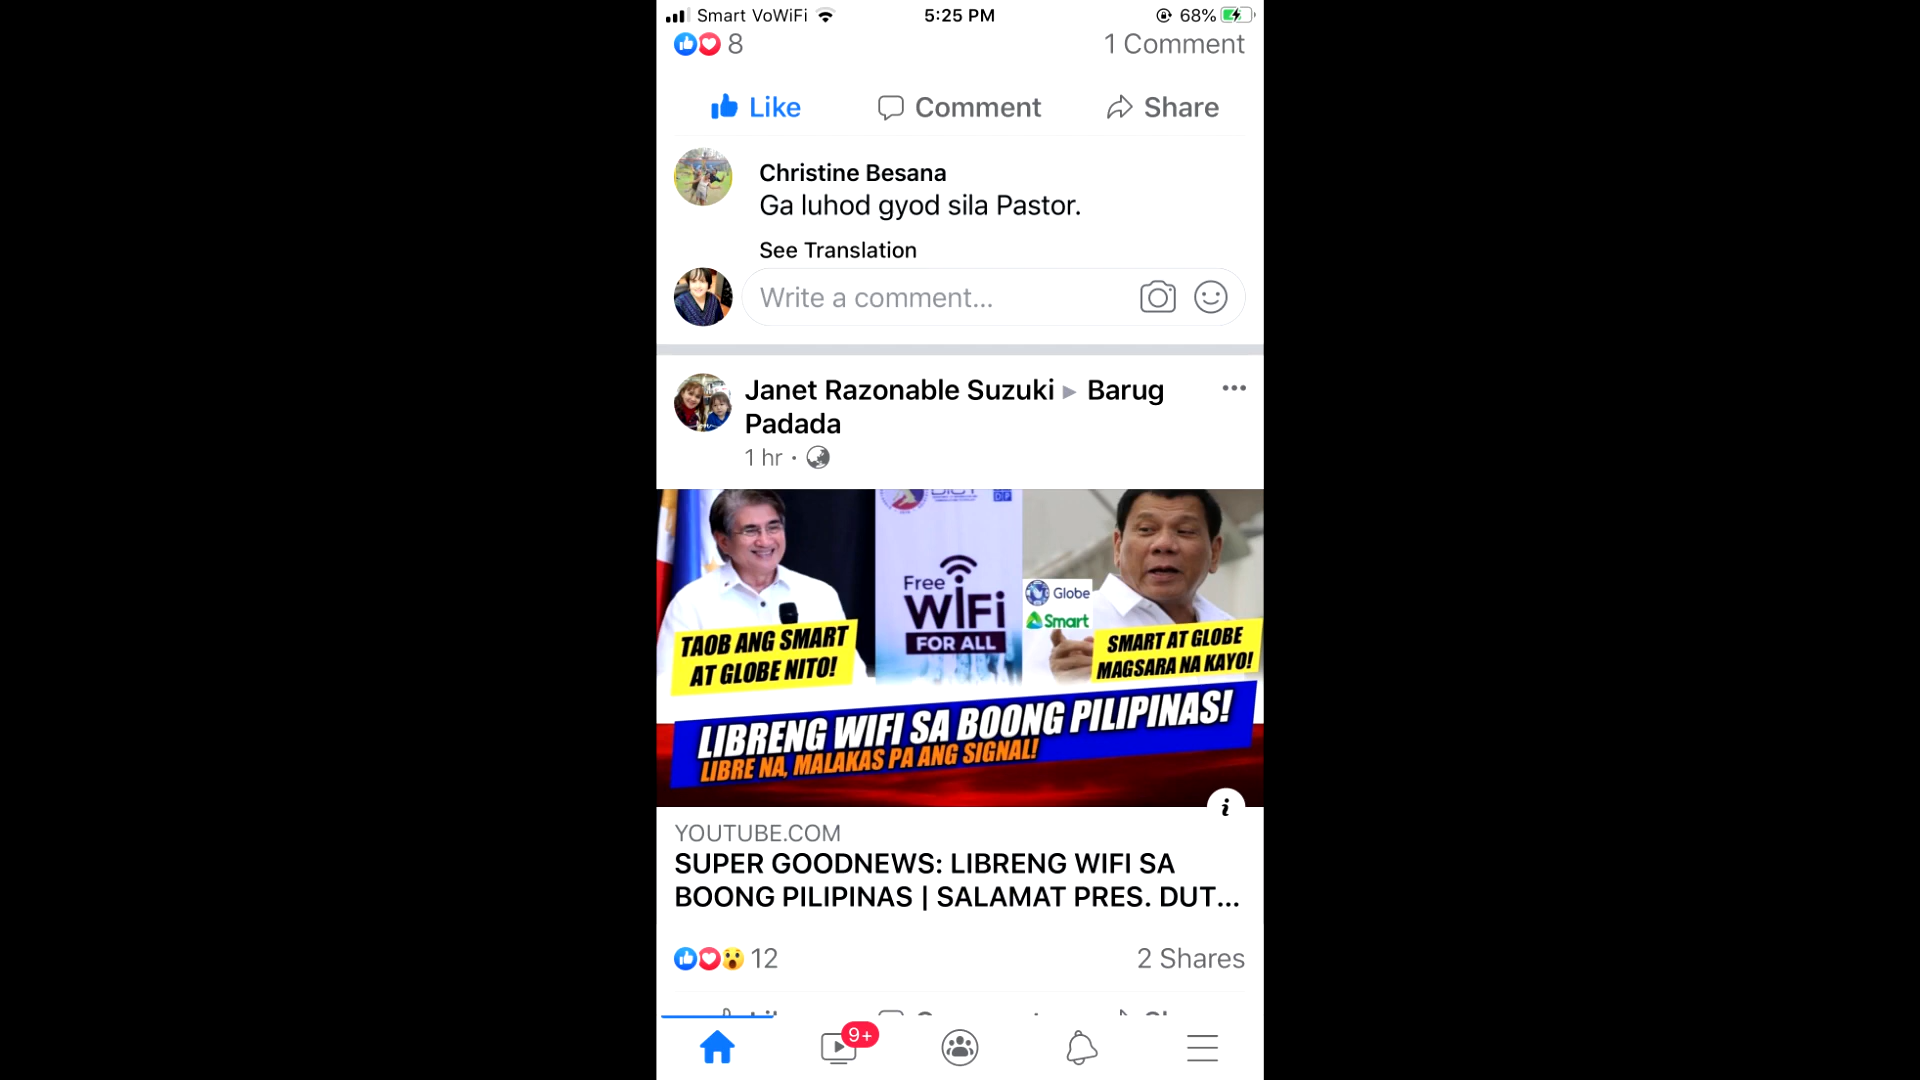 Smart VoWiFi
5:25 PM
68%
8
1 Comment
Like
Comment
Share
Christine Besana
Ga luhod gyod sila Pastor.
See Translation
Write a comment...
Janet Razonable Suzuki ▸ Barug
Padada
1 hr ·
Free
WiFi
FOR ALL
Globe
Smart
TAOB ANG SMART
AT GLOBE NITO!
SMART AT GLOBE
MAGSARA NA KAYO!
LIBRENG WIFI SA BOONG PILIPINAS!
LIBRE NA, MALAKAS PA ANG SIGNAL!
i
YOUTUBE.COM
SUPER GOODNEWS: LIBRENG WIFI SA
BOONG PILIPINAS | SALAMAT PRES. DUT...
12
2 Shares
9+